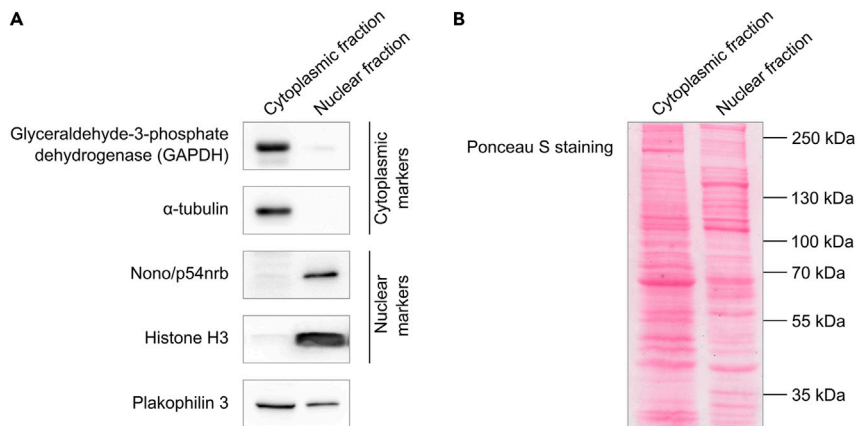 A
Cytoplasmic fraction
Nuclear fraction
Glyceraldehyde-3-phosphate
dehydrogenase (GAPDH)
α-tubulin
Cytoplasmic
markers
Nono/p54nrb
Histone H3
Nuclear
markers
Plakophilin 3
B
Cytoplasmic fraction
Nuclear fraction
Ponceau S staining
250 kDa
130 kDa
100 kDa
70 kDa
55 kDa
35 kDa